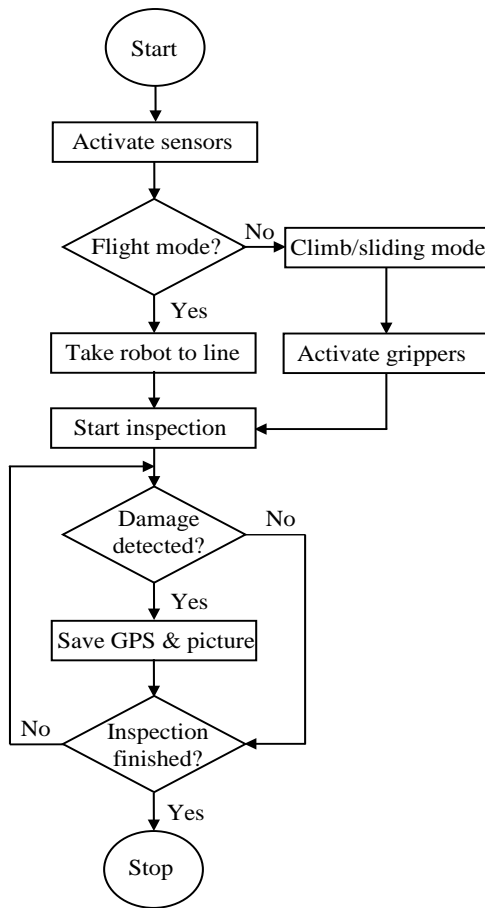 Start
Activate sensors
Flight mode?
No
Climb/sliding mode
Yes
Take robot to line
Activate grippers
Start inspection
Damage
detected?
No
Yes
Save GPS & picture
No
Inspection
finished?
Yes
Stop